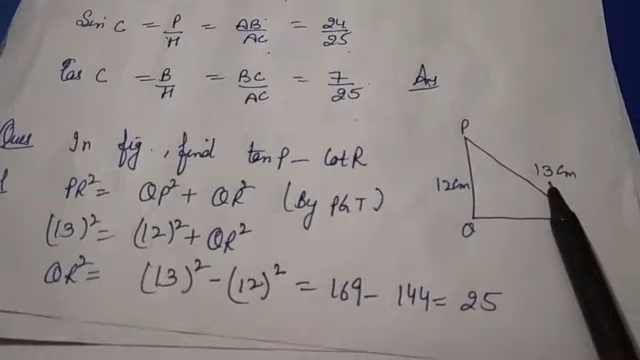 Sin C = P/H = AB/AC = 24/25
Cos C = B/H = BC/AC = 7/25 Ans
Ques In fig., find tan P - Cot R
PR² = QP² + QR² (By PGT)
(13)² = (12)² + QR²
QR² = (13)² - (12)² = 169 - 144 = 25
P
13cm
12cm
Q